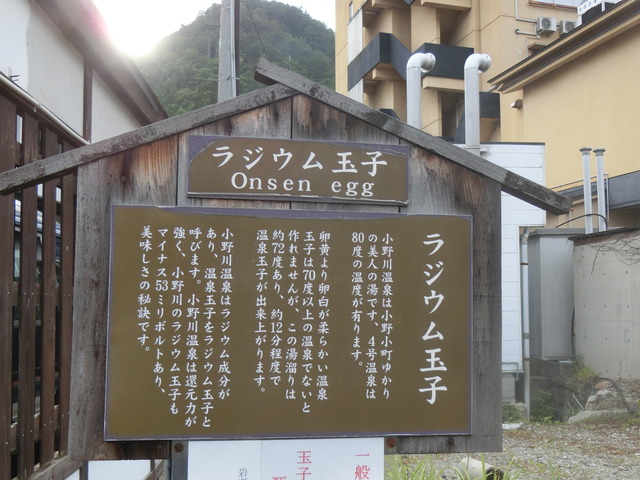 ラジウム玉子
Onsen egg
ラジウム玉子
小野川温泉は小野小町ゆかり
の美人の湯です、4号温泉は
80度の温度が有ります。
卵黄より卵白が柔らかい温泉
玉子は70度以上の温泉でないと
作れませんが、この湯溜りは
約72度あり、約12分程度で
温泉玉子が出来上がります。
小野川温泉はラジウム成分が
あり、温泉玉子をラジウム玉子と
呼びます。小野川温泉は還元力が
強く、小野川のラジウム玉子も
マイナス53ミリボルトあり、
美味しさの秘訣です。
一般
玉子